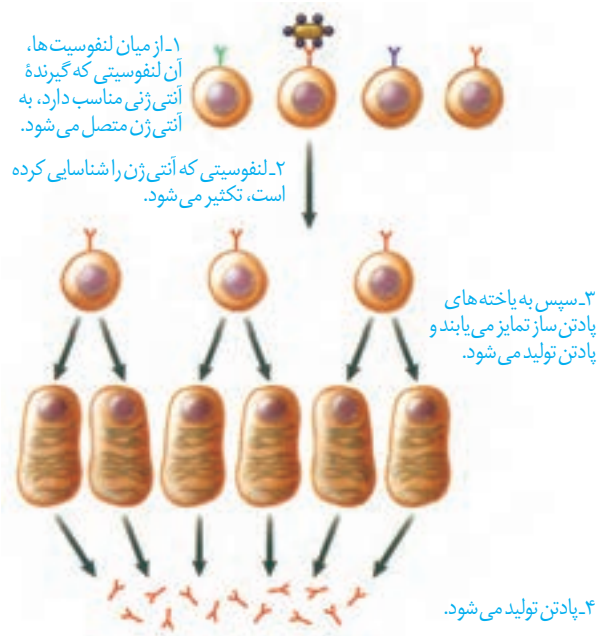 ۱ـ از میان لنفوسیت‌ها،
آن لنفوسیتی که گیرندهٔ
آنتی‌ژنی مناسب دارد، به
آنتی‌ژن متصل می‌شود.
۲ـ لنفوسیتی که آنتی‌ژن را شناسایی کرده
است، تکثیر می‌شود.
۳ـ سپس به یاخته‌های
پادتن‌ساز تمایز می‌یابند و
پادتن تولید می‌شود.
۴ـ پادتن تولید می‌شود.